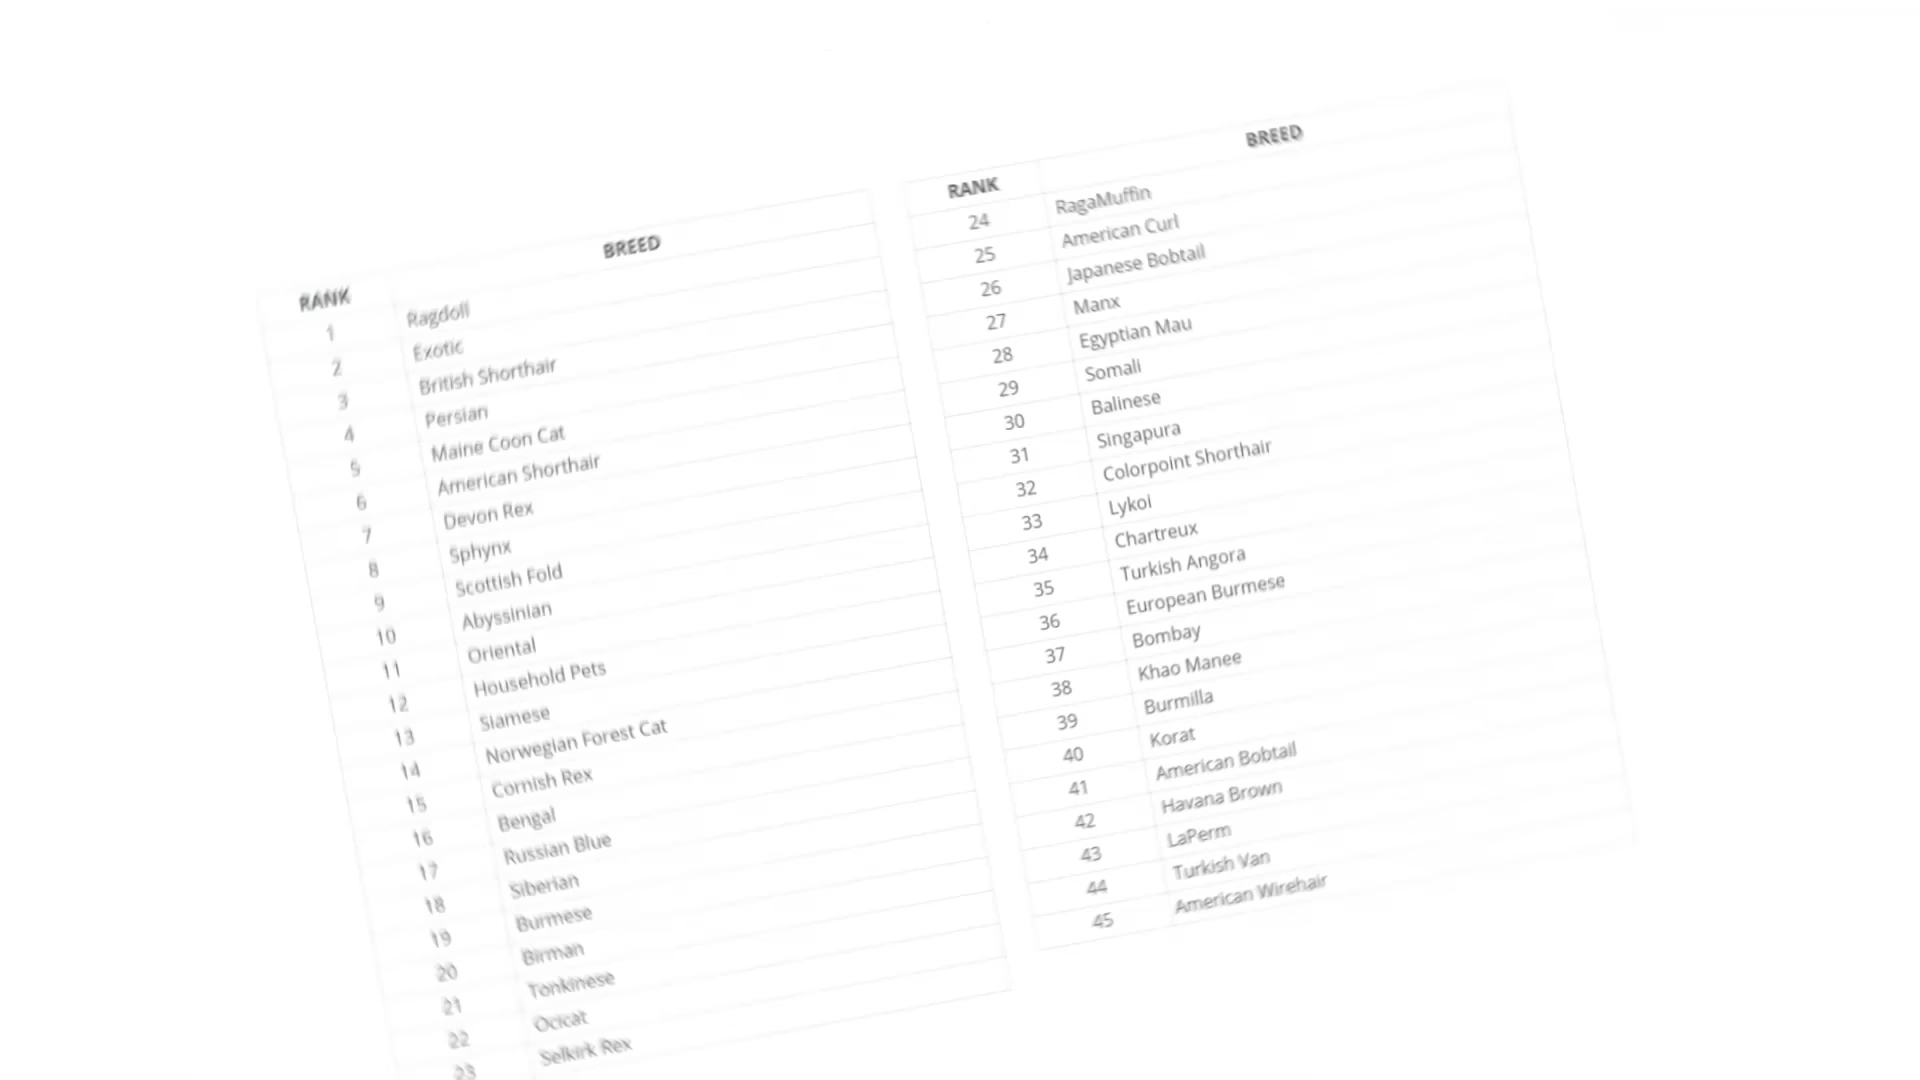 RANK BREED
1 Ragdoll
2 Exotic
3 British Shorthair
4 Persian
5 Maine Coon Cat
6 American Shorthair
7 Devon Rex
8 Sphynx
9 Scottish Fold
10 Abyssinian
11 Oriental
12 Household Pets
13 Siamese
14 Norwegian Forest Cat
15 Cornish Rex
16 Bengal
17 Russian Blue
18 Siberian
19 Burmese
20 Birman
21 Tonkinese
22 Ocicat
23 Selkirk Rex
RANK BREED
24 RagaMuffin
25 American Curl
26 Japanese Bobtail
27 Manx
28 Egyptian Mau
29 Somali
30 Balinese
31 Singapura
32 Colorpoint Shorthair
33 Lykoi
34 Chartreux
35 Turkish Angora
36 European Burmese
37 Bombay
38 Khao Manee
39 Burmilla
40 Korat
41 American Bobtail
42 Havana Brown
43 LaPerm
44 Turkish Van
45 American Wirehair